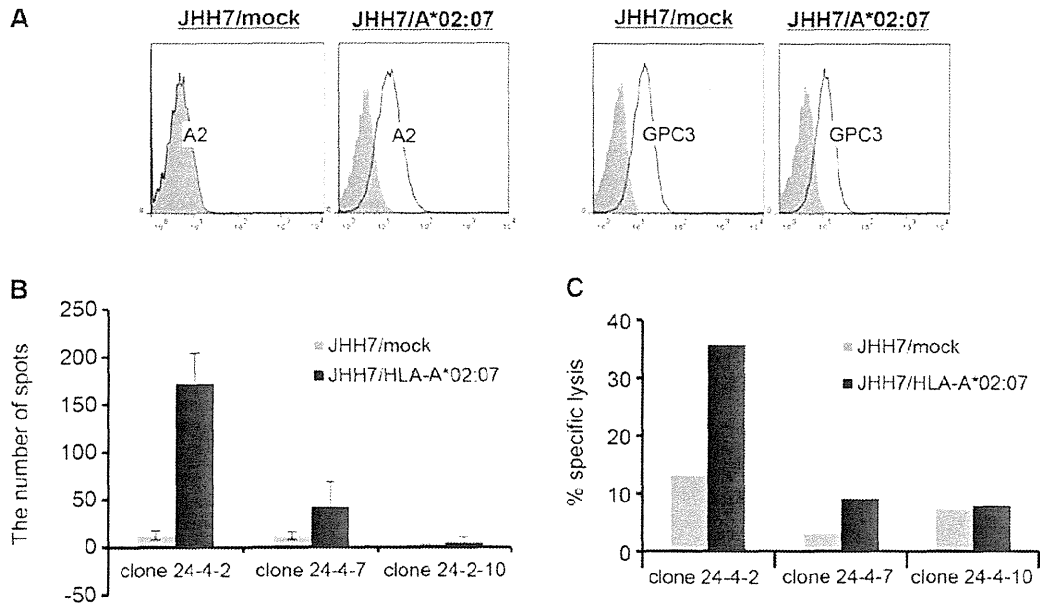 A
JHH7/mock
JHH7/A*02:07
JHH7/mock
JHH7/A*02:07
A2
A2
GPC3
GPC3
B
The number of spots
250
200
150
100
50
0
-50
JHH7/mock
JHH7/HLA-A*02:07
clone 24-4-2
clone 24-4-7
clone 24-2-10
C
% specific lysis
40
30
20
10
0
JHH7/mock
JHH7/HLA-A*02:07
clone 24-4-2
clone 24-4-7
clone 24-4-10